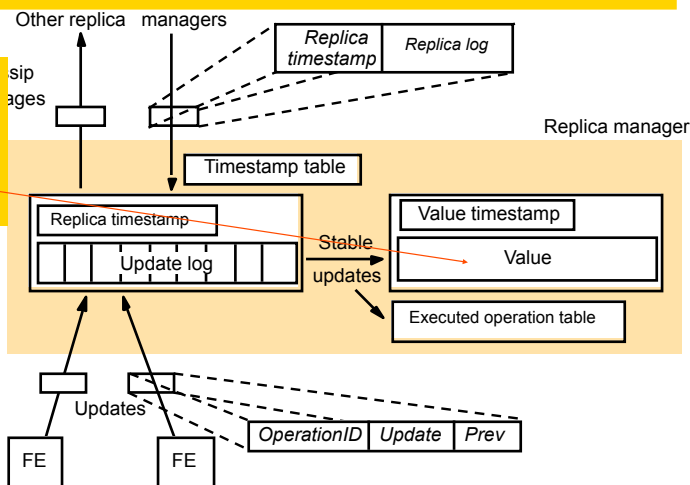 Other replica managers
Replica timestamp
Replica log
ssip
ages
Replica manager
Timestamp table
Replica timestamp
Update log
Stable
updates
Value timestamp
Value
Executed operation table
Updates
OperationID Update Prev
FE
FE